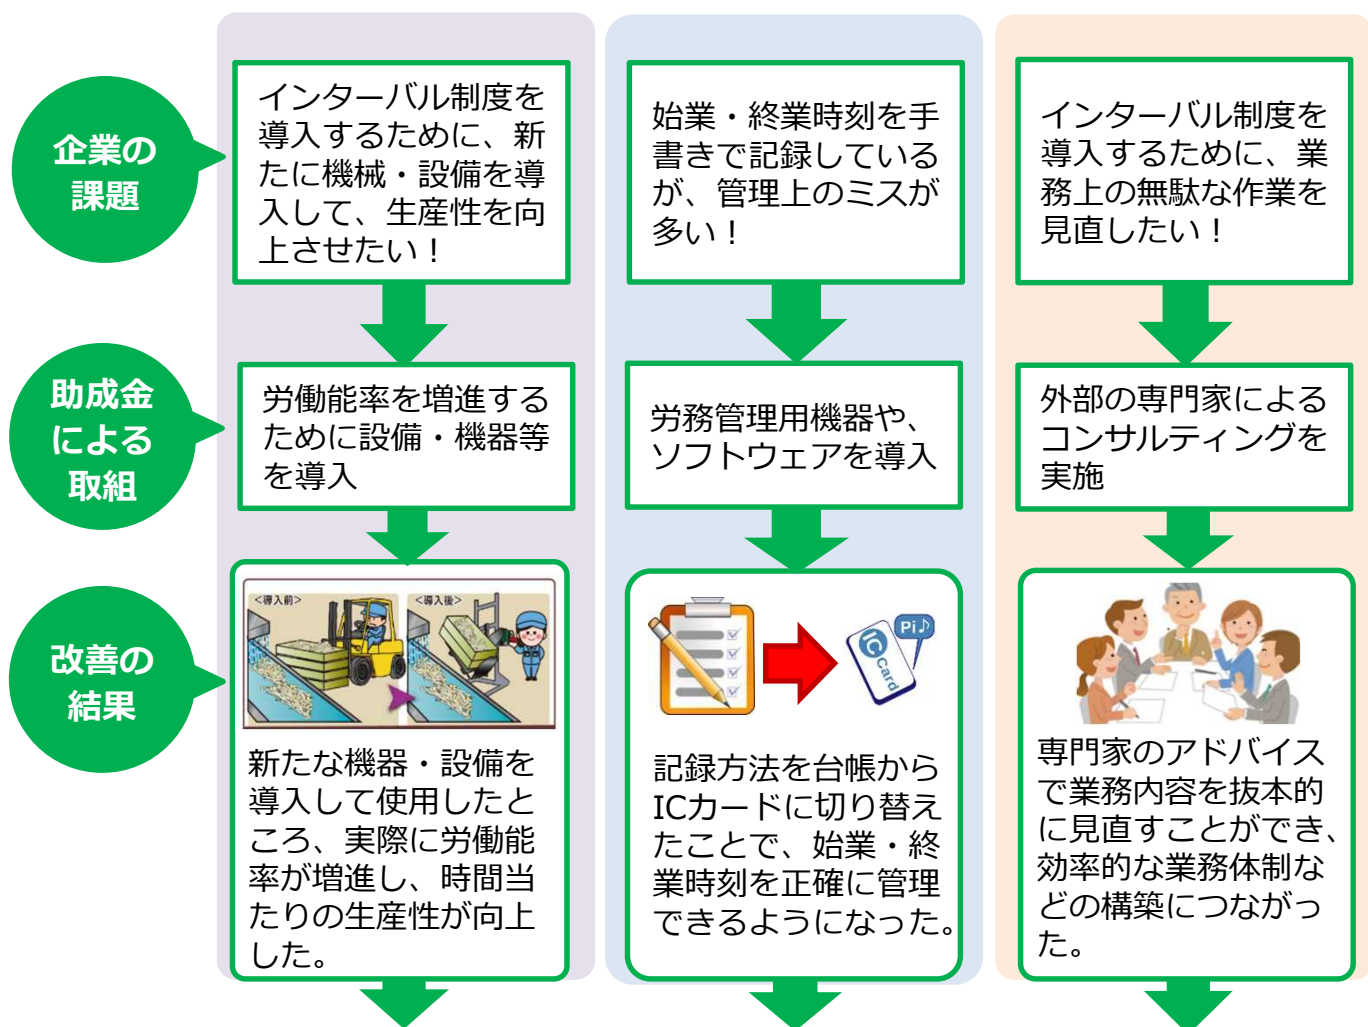 企業の
課題
インターバル制度を
導入するために、新
たに機械・設備を導
入して、生産性を向
上させたい！
始業・終業時刻を手
書きで記録している
が、管理上のミスが
多い！
インターバル制度を
導入するために、業
務上の無駄な作業を
見直したい！
助成金
による
取組
労働能率を増進する
ために設備・機器等
を導入
労務管理用機器や、
ソフトウェアを導入
外部の専門家による
コンサルティングを
実施
改善の
結果
<導入前>
<導入後>
新たな機器・設備を
導入して使用したと
ころ、実際に労働能
率が増進し、時間当
たりの生産性が向上
した。
Pi♪
IC
Card
記録方法を台帳から
ICカードに切り替え
たことで、始業・終
業時刻を正確に管理
できるようになった。
専門家のアドバイス
で業務内容を抜本的
に見直すことができ、
効率的な業務体制な
どの構築につながっ
た。